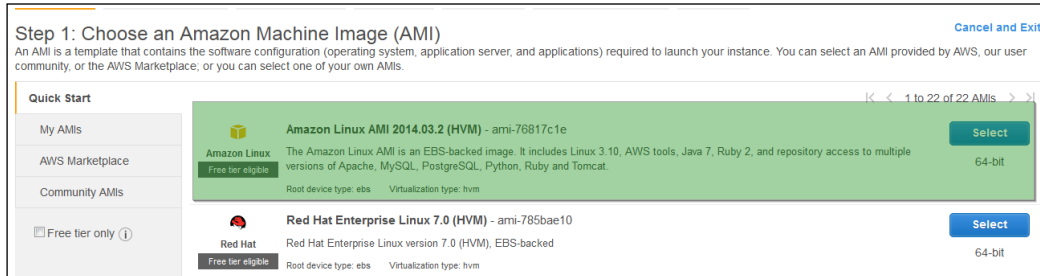 Step 1: Choose an Amazon Machine Image (AMI)
Cancel and Exit
An AMI is a template that contains the software configuration (operating system, application server, and applications) required to launch your instance. You can select an AMI provided by AWS, our user
community, or the AWS Marketplace; or you can select one of your own AMIs.
Quick Start
1 to 22 of 22 AMIs
My AMIs
AWS Marketplace
Community AMIs
Free tier only
Amazon Linux
Free tier eligible
Amazon Linux AMI 2014.03.2 (HVM) - ami-76817c1e
The Amazon Linux AMI is an EBS-backed image. It includes Linux 3.10, AWS tools, Java 7, Ruby 2, and repository access to multiple
versions of Apache, MySQL, PostgreSQL, Python, Ruby and Tomcat.
Root device type: ebs Virtualization type: hvm
Select
64-bit
Red Hat
Free tier eligible
Red Hat Enterprise Linux 7.0 (HVM) - ami-785bae10
Red Hat Enterprise Linux version 7.0 (HVM), EBS-backed
Root device type: ebs Virtualization type: hvm
Select
64-bit